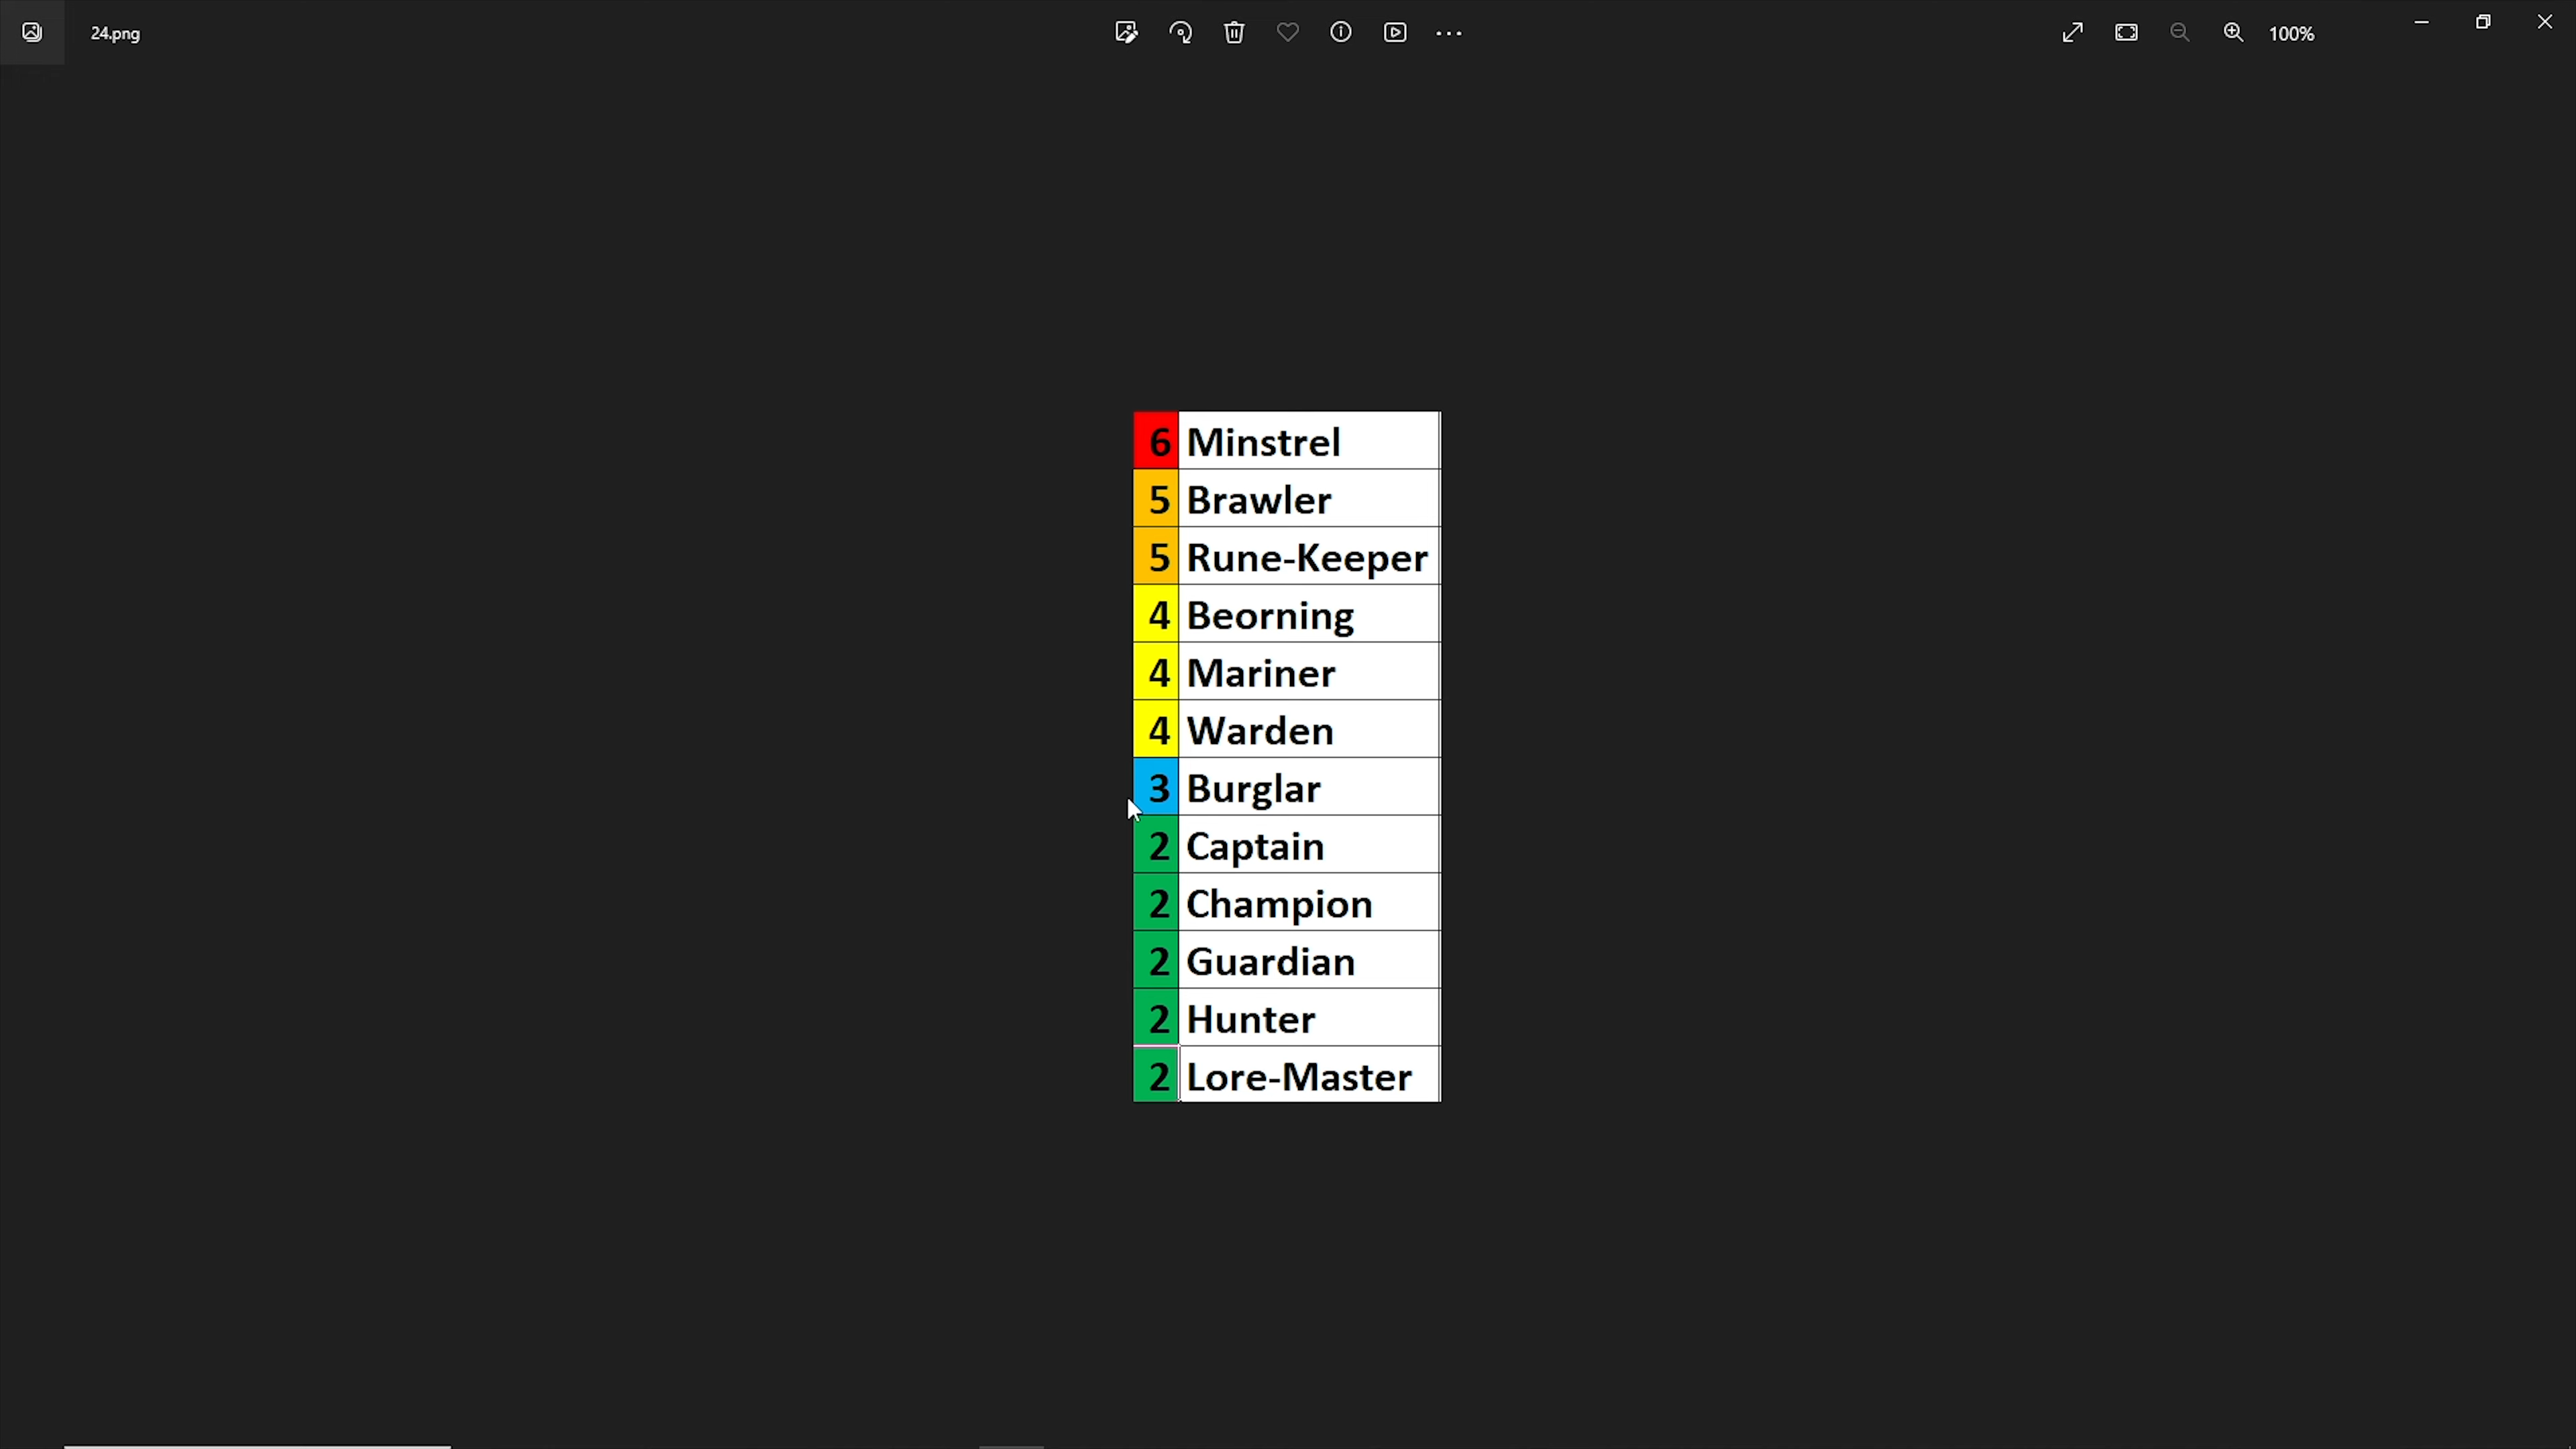 24.png
100%
6 Minstrel
5 Brawler
5 Rune-Keeper
4 Beorning
4 Mariner
4 Warden
3 Burglar
2 Captain
2 Champion
2 Guardian
2 Hunter
2 Lore-Master